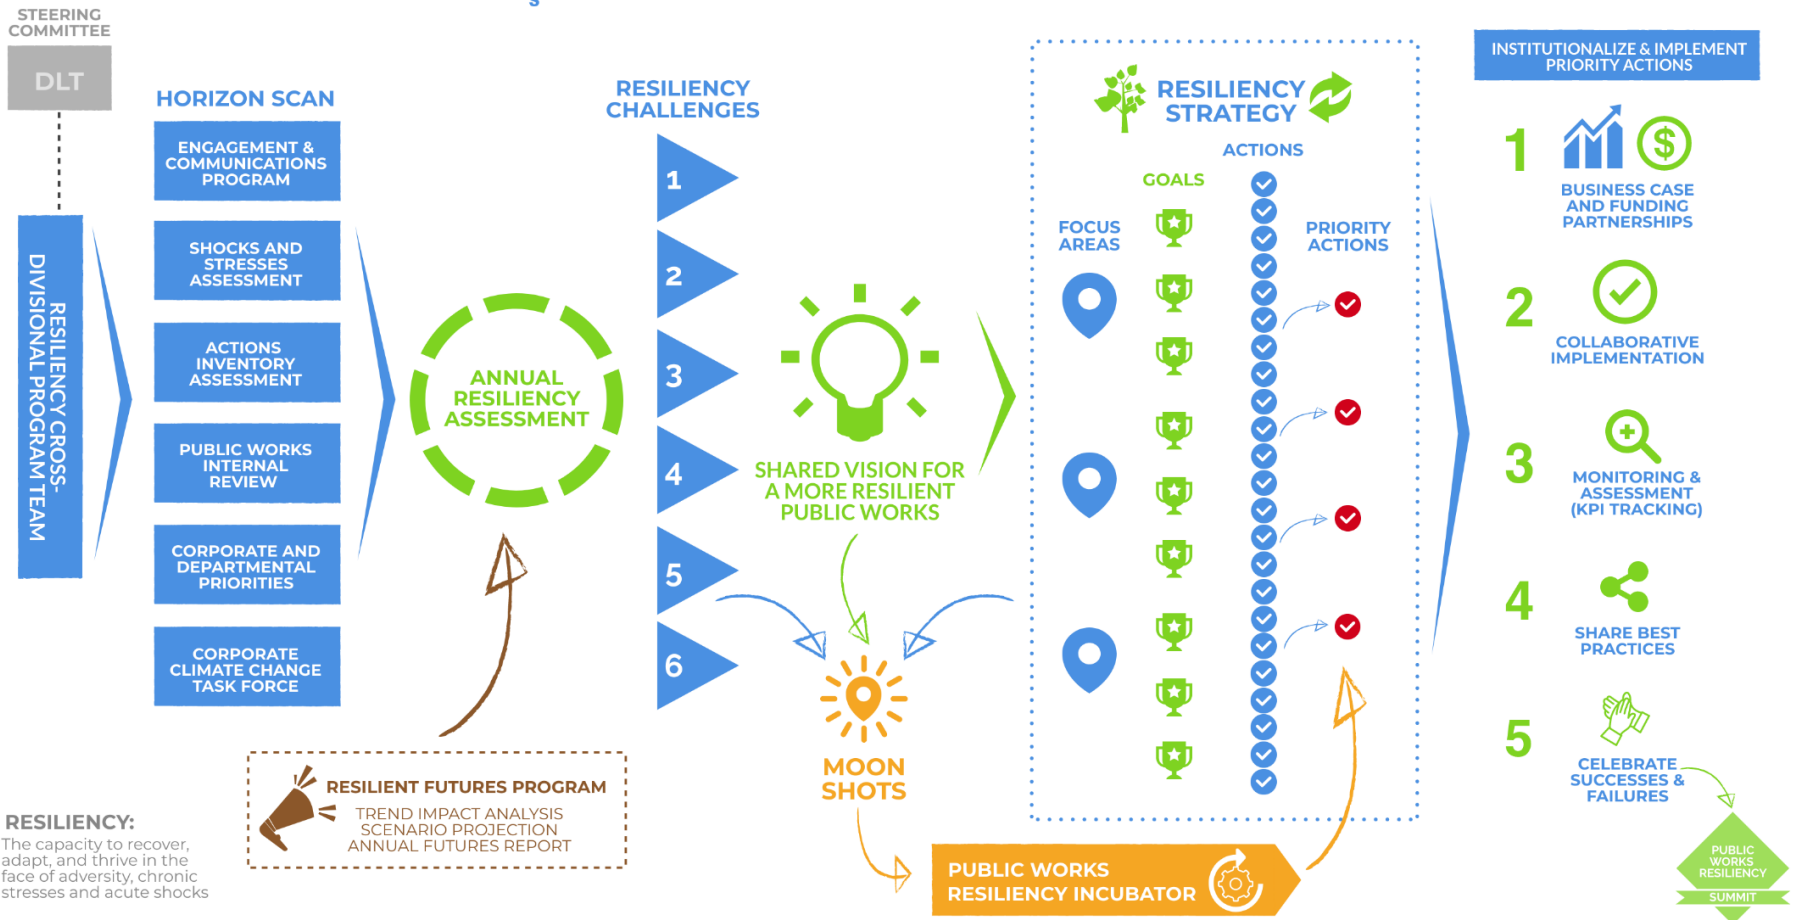 STEERING
COMMITTEE
DLT
RESILIENCY CROSS-
DIVISIONAL PROGRAM TEAM
HORIZON SCAN
ENGAGEMENT &
COMMUNICATIONS
PROGRAM
SHOCKS AND
STRESSES
ASSESSMENT
ACTIONS
INVENTORY
ASSESSMENT
PUBLIC WORKS
INTERNAL
REVIEW
CORPORATE AND
DEPARTMENTAL
PRIORITIES
CORPORATE
CLIMATE CHANGE
TASK FORCE
ANNUAL
RESILIENCY
ASSESSMENT
RESILIENT FUTURES PROGRAM
TREND IMPACT ANALYSIS
SCENARIO PROJECTION
ANNUAL FUTURES REPORT
RESILIENCY:
The capacity to recover,
adapt, and thrive in the
face of adversity, chronic
stresses and acute shocks
RESILIENCY
CHALLENGES
1
2
3
4
5
6
SHARED VISION FOR
A MORE RESILIENT
PUBLIC WORKS
MOON
SHOTS
PUBLIC WORKS
RESILIENCY INCUBATOR
RESILIENCY
STRATEGY
FOCUS
AREAS
GOALS
ACTIONS
PRIORITY
ACTIONS
INSTITUTIONALIZE & IMPLEMENT
PRIORITY ACTIONS
1
$
BUSINESS CASE
AND FUNDING
PARTNERSHIPS
2
COLLABORATIVE
IMPLEMENTATION
3
MONITORING &
ASSESSMENT
(KPI TRACKING)
4
SHARE BEST
PRACTICES
5
CELEBRATE
SUCCESSES &
FAILURES
PUBLIC
WORKS
RESILIENCY
SUMMIT